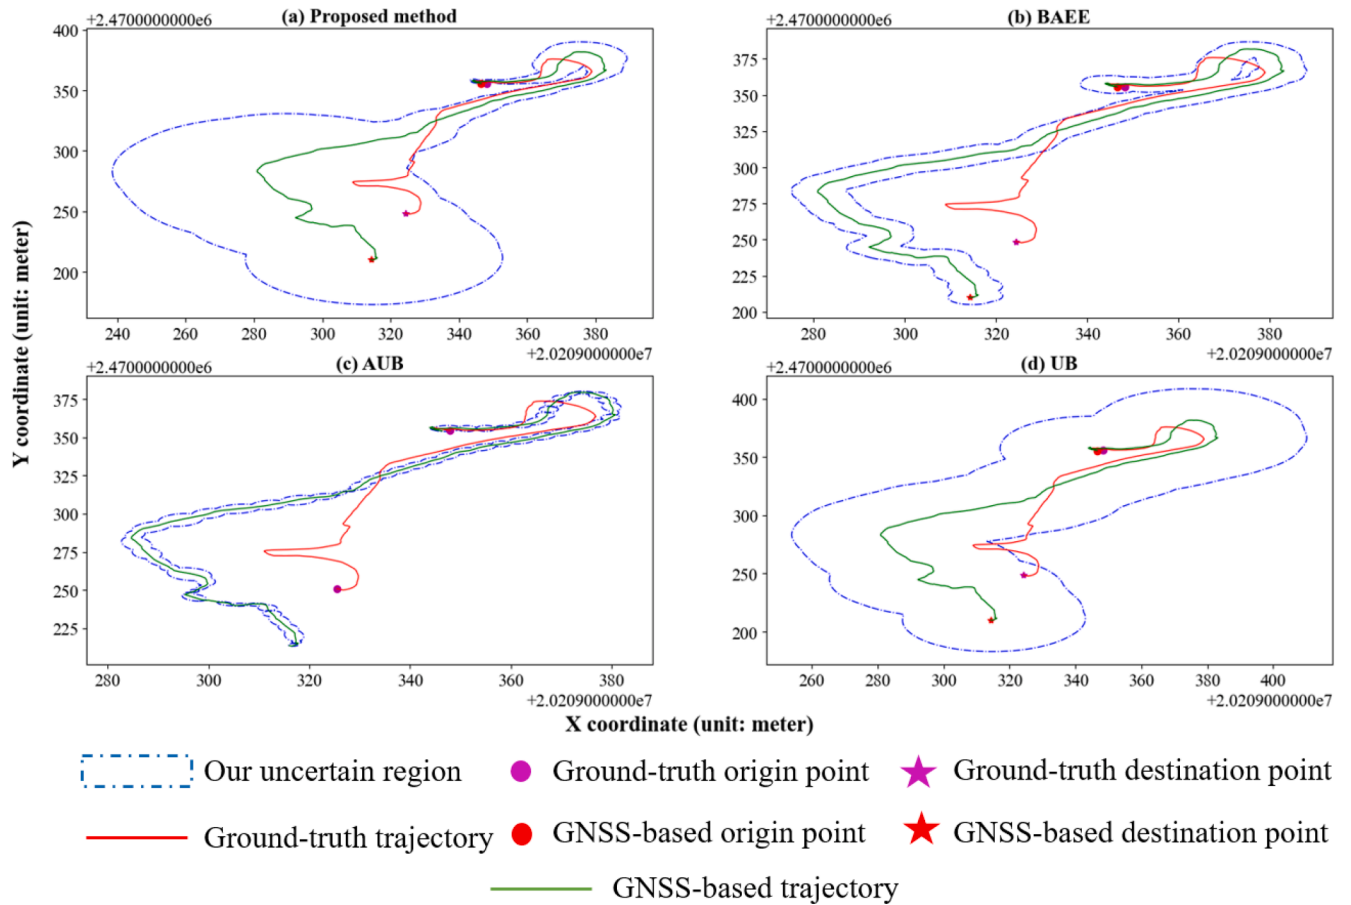 (a) Proposed method
+2.4700000000e6
400
350
300
250
200
240 260 280 300 320 340 360 380
+2.0209000000e7
(b) BAEE
+2.4700000000e6
375
350
325
300
275
250
225
200
280 300 320 340 360 380
+2.0209000000e7
(c) AUB
+2.4700000000e6
375
350
325
300
275
250
225
280 300 320 340 360 380
+2.0209000000e7
(d) UB
+2.4700000000e6
400
350
300
250
200
260 280 300 320 340 360 380 400
+2.0209000000e7
Y coordinate (unit: meter)
X coordinate (unit: meter)
Our uncertain region
Ground-truth origin point
Ground-truth destination point
Ground-truth trajectory
GNSS-based origin point
GNSS-based destination point
GNSS-based trajectory